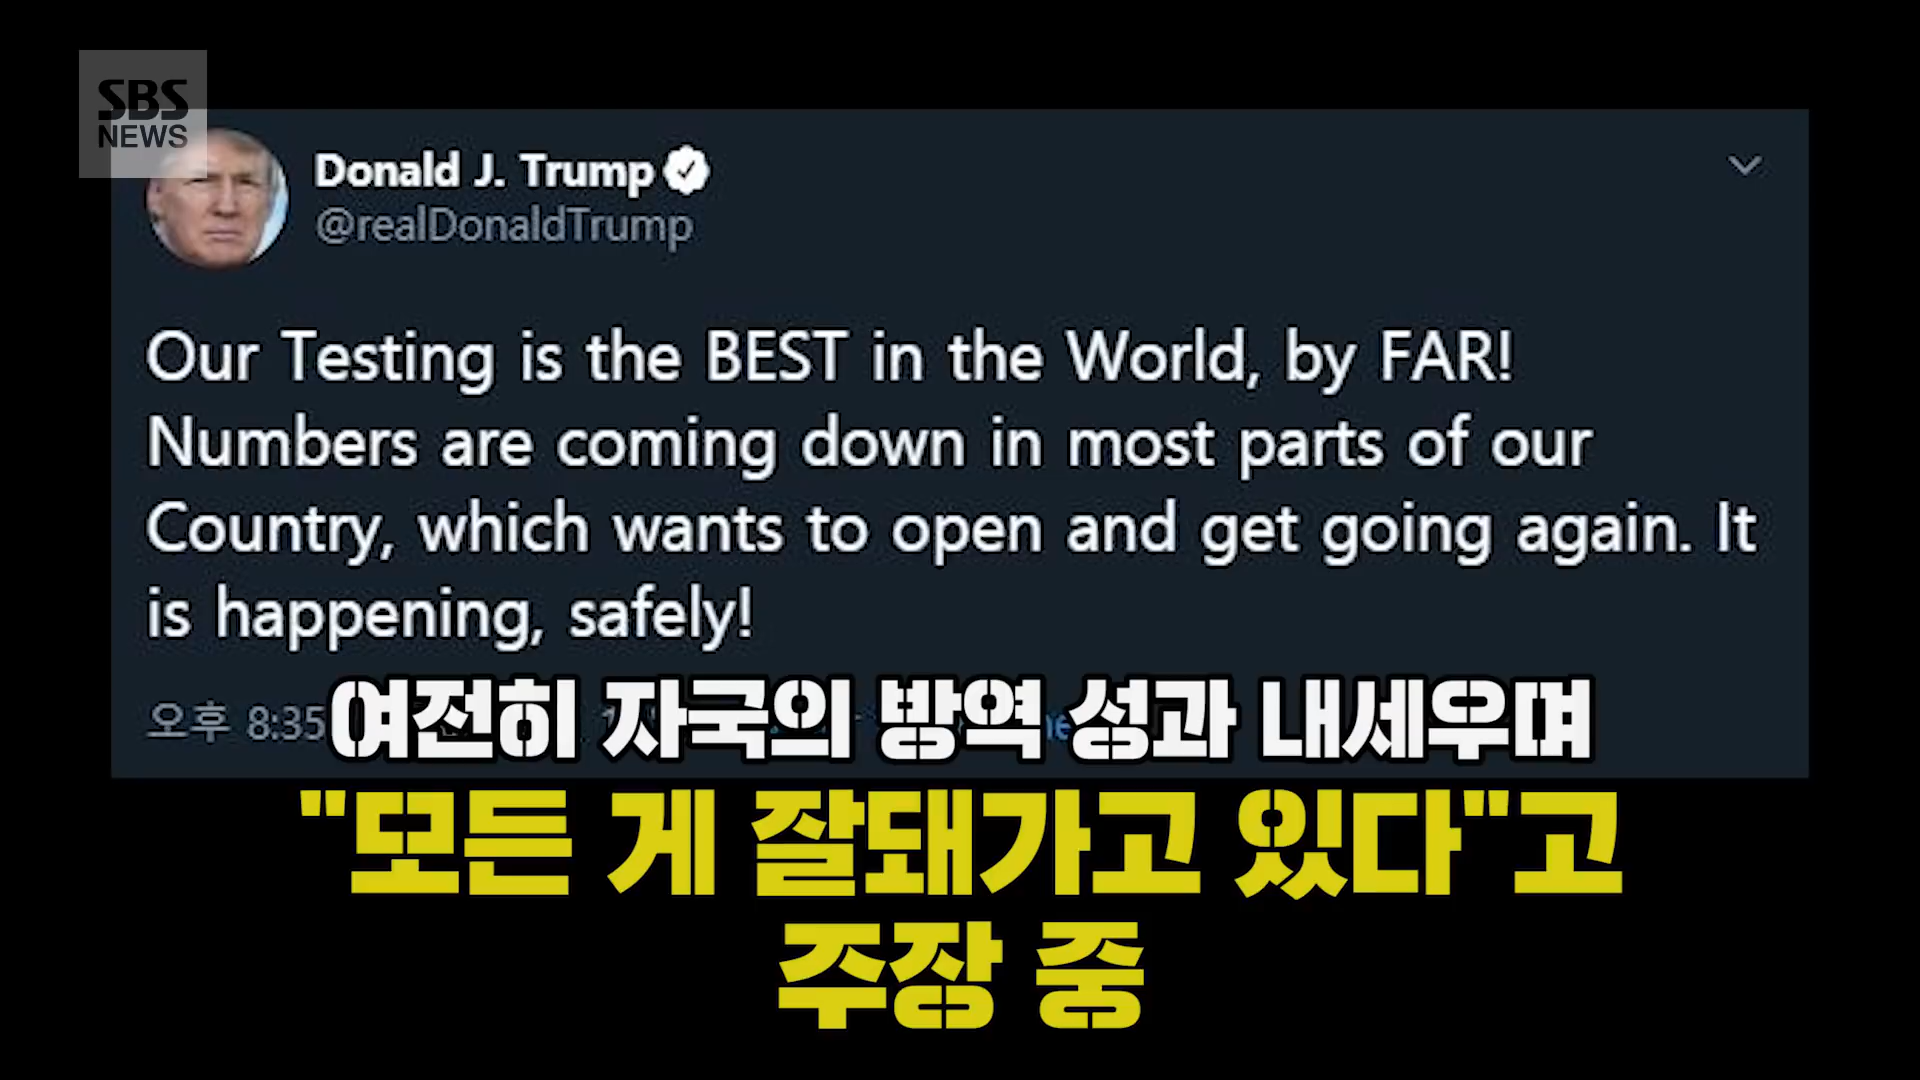 SBS
NEWS
Donald J. Trump
@realDonaldTrump
Our Testing is the BEST in the World, by FAR!
Numbers are coming down in most parts of our
Country, which wants to open and get going again. It
is happening, safely!
오후 8:35
여전히 자국의 방역 성과 내세우며
"모든 게 잘돼가고 있다"고
주장 중